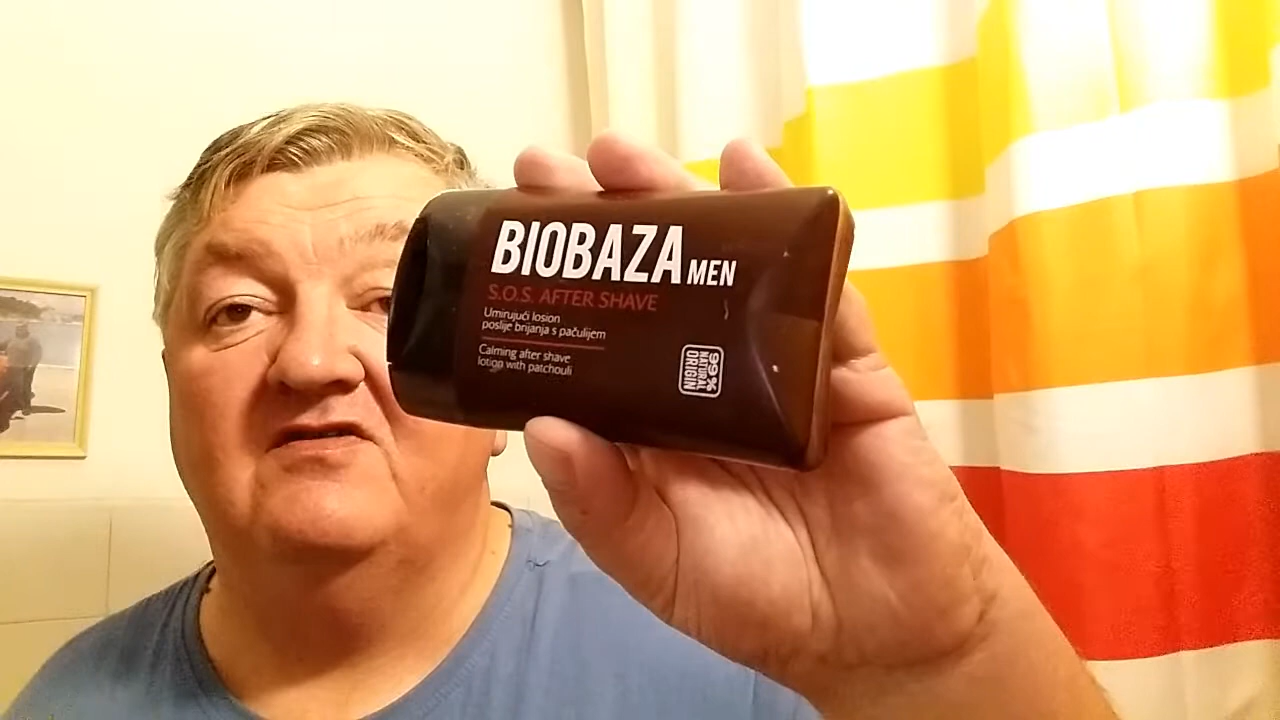 BIOBAZA MEN
S.O.S. AFTER SHAVE
Umirujući losion
poslije brijanja s pačulijem
Calming after shave
lotion with patchouli
99%
NATURAL
ORIGIN